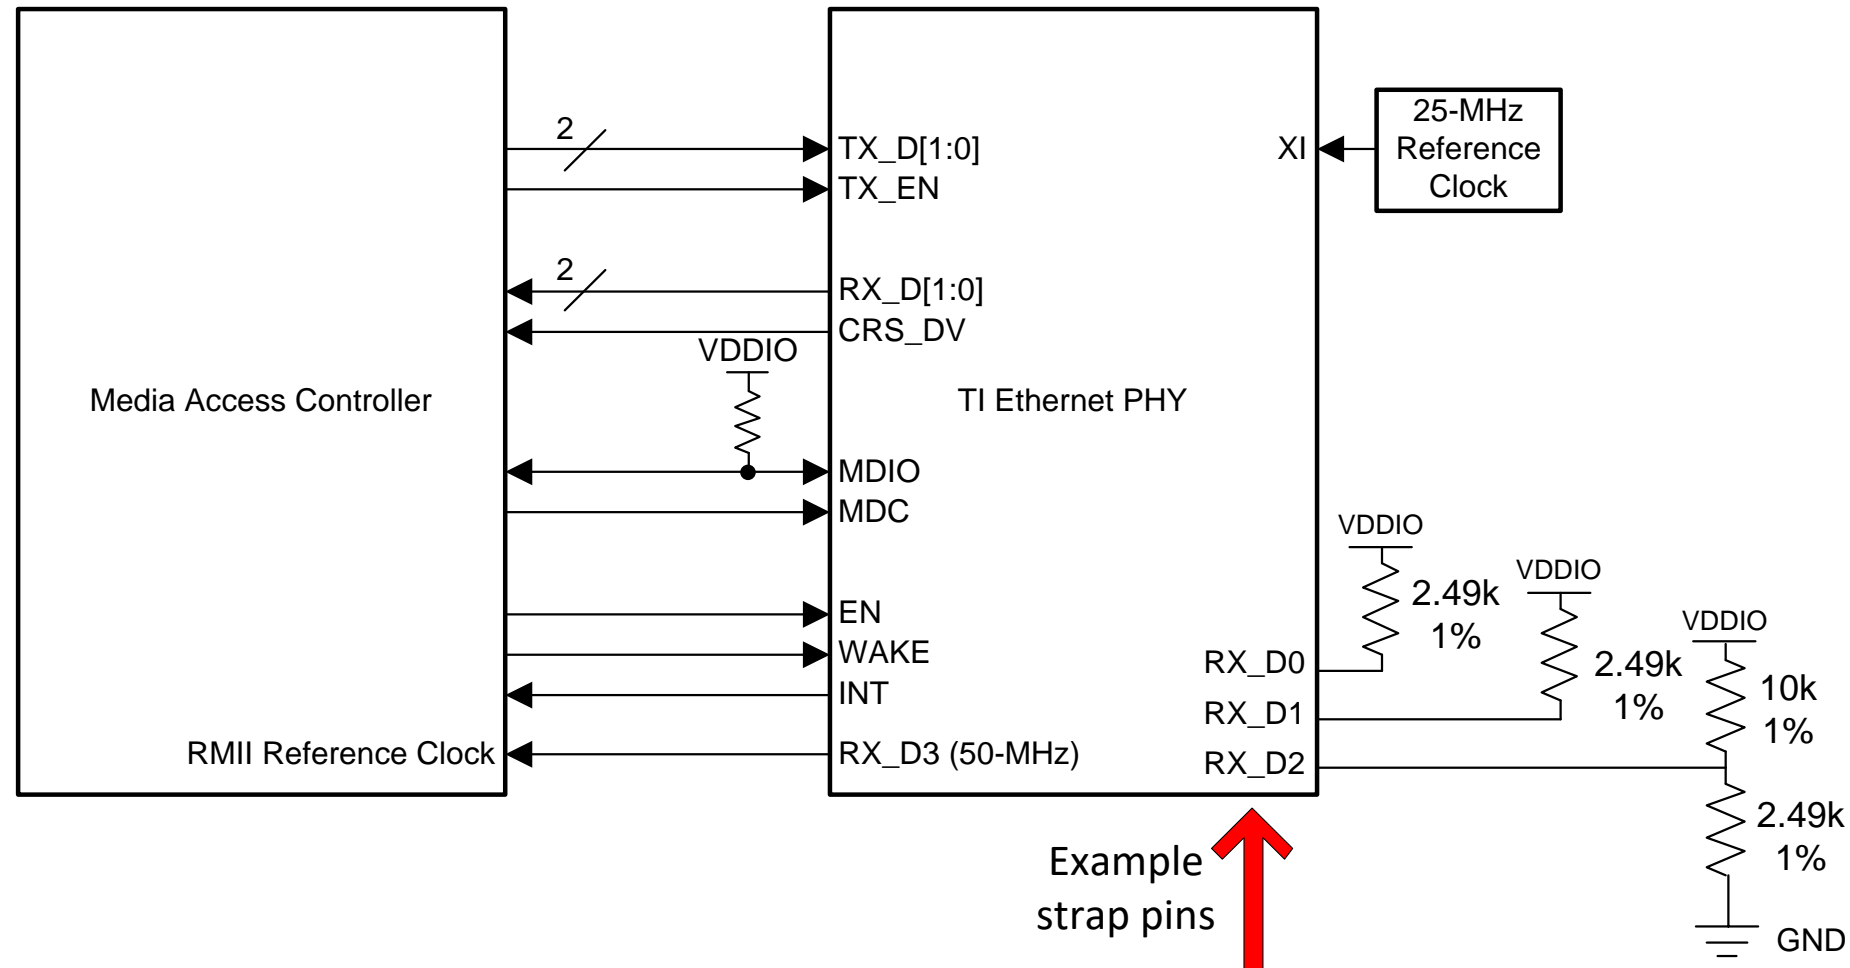 Media Access Controller
RMII Reference Clock
2
2
VDDIO
TX_D[1:0]
TX_EN
RX_D[1:0]
CRS_DV
TI Ethernet PHY
MDIO
MDC
EN
WAKE
INT
RX_D3 (50-MHz)
XI
25-MHz
Reference
Clock
RX_D0
RX_D1
RX_D2
VDDIO
2.49k
1%
VDDIO
2.49k
1%
VDDIO
10k
1%
2.49k
1%
GND
Example
strap pins